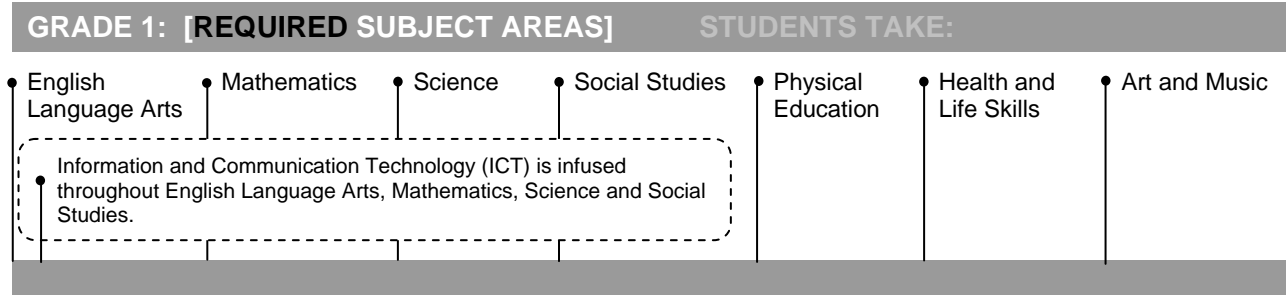 GRADE 1: [REQUIRED SUBJECT AREAS] STUDENTS TAKE:
English
Language Arts
Mathematics
Science
Social Studies
Physical
Education
Health and
Life Skills
Art and Music
Information and Communication Technology (ICT) is infused
throughout English Language Arts, Mathematics, Science and Social
Studies.